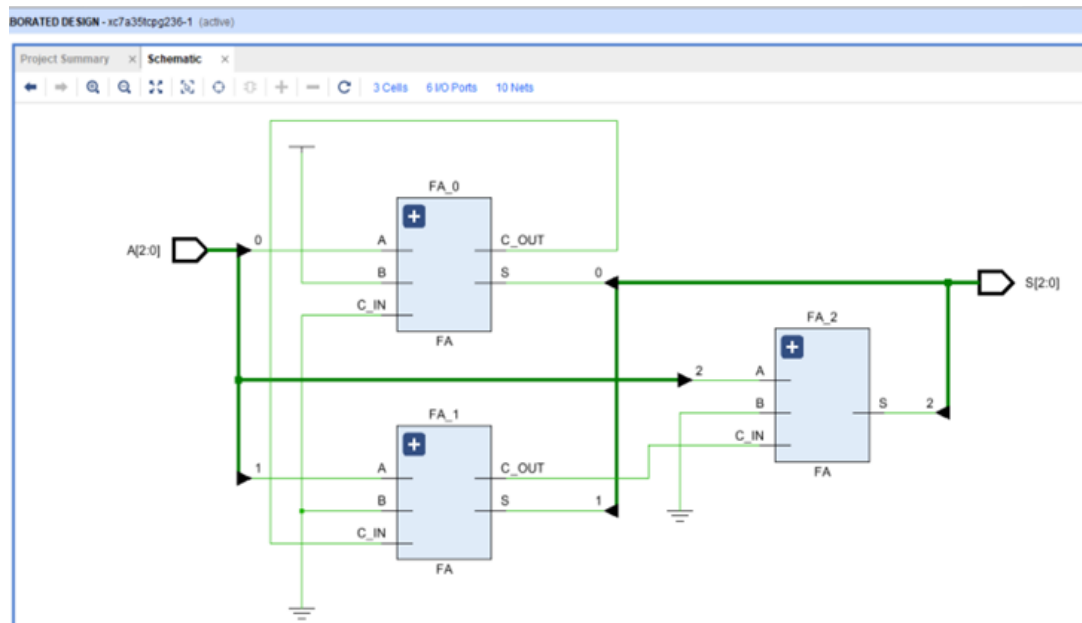 BORATED DESIGN - xc7a35tcpg236-1 (active)
Project Summary × Schematic ×
3 Cells 6 I/O Ports 10 Nets
FA_0
A[2:0]
0
A
C_OUT
B
S
0
C_IN
FA
S[2:0]
FA_2
2
A
B
S
2
C_IN
FA
FA_1
1
A
C_OUT
B
S
1
C_IN
FA